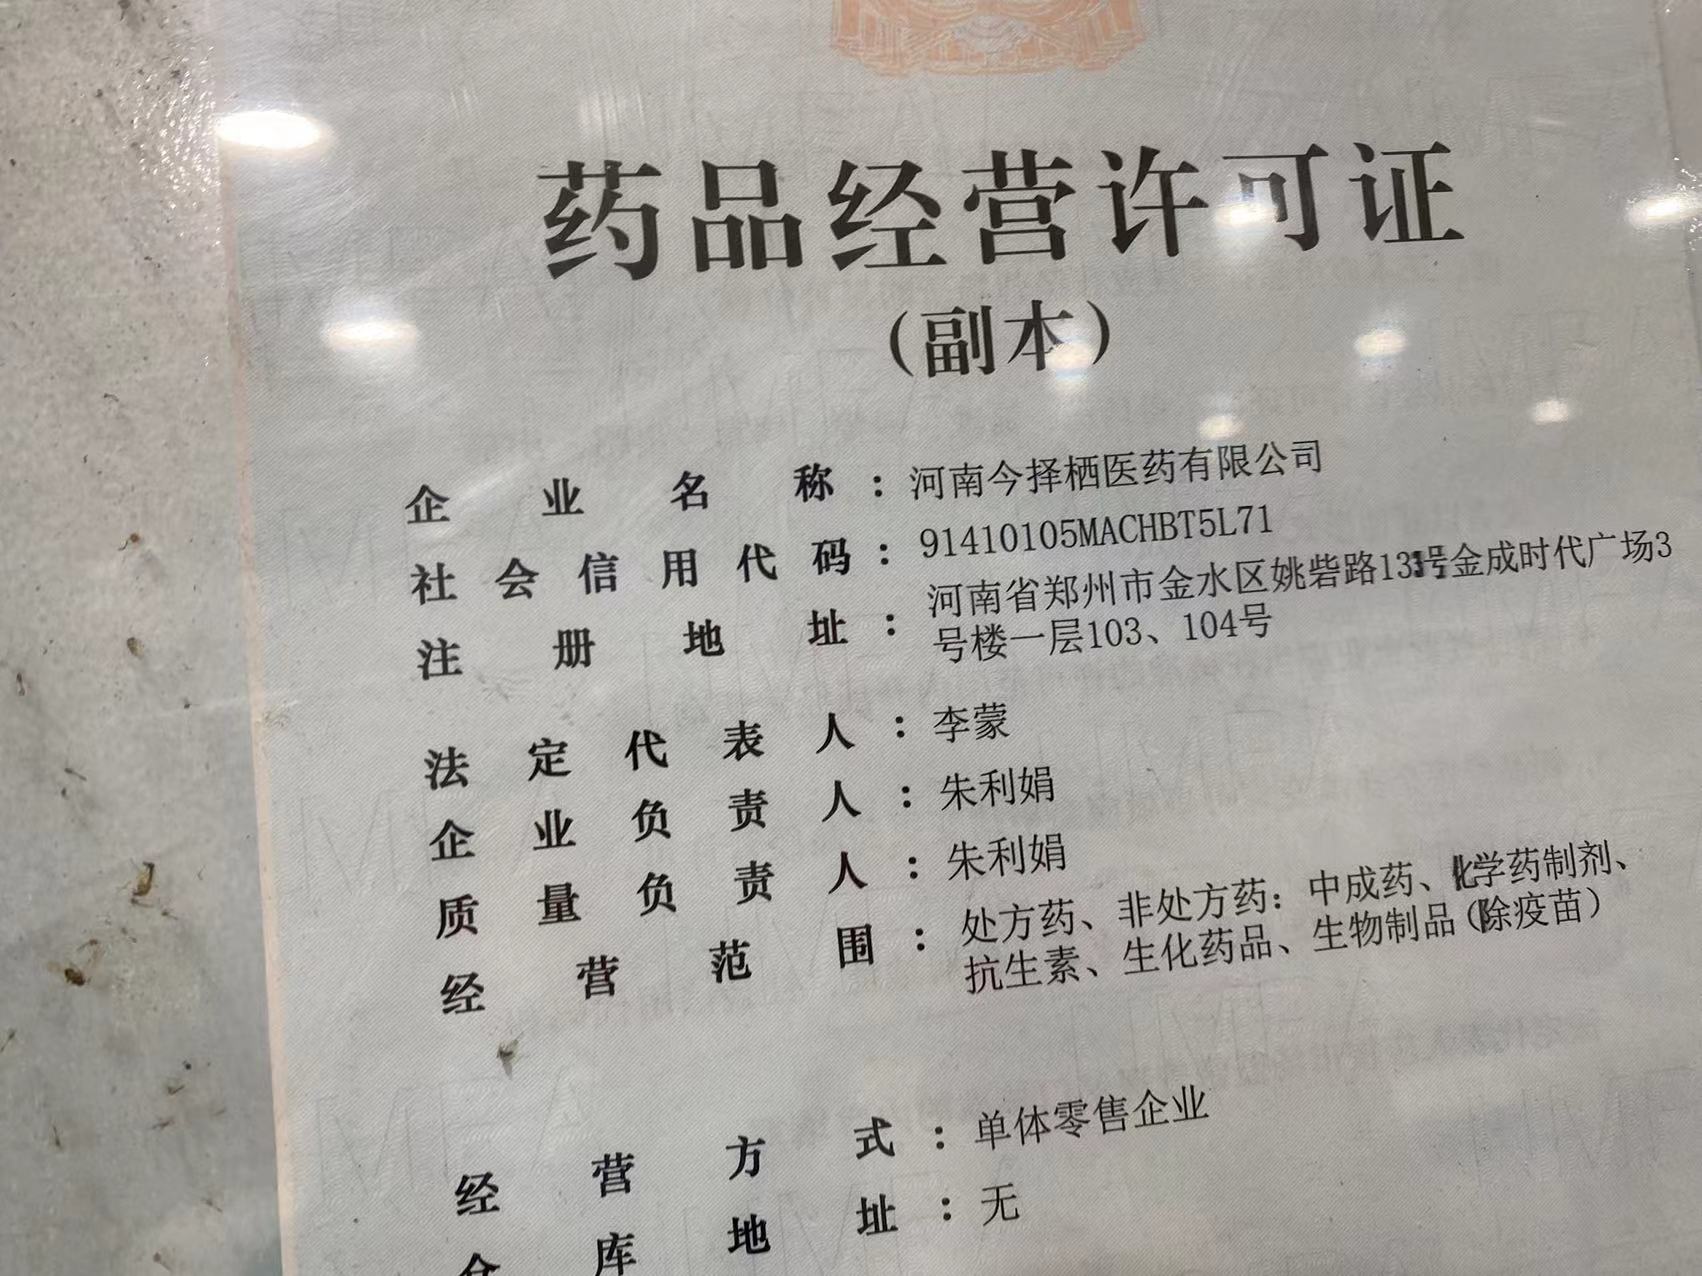 药品经营许可证
(副本)
企业名称：河南今择栖医药有限公司
社会信用代码：91410105MACHBT5L71
注册地址：河南省郑州市金水区姚砦路131号金成时代广场3
号楼一层103、104号
法定代表人：李蒙
企业负责人：朱利娟
质量负责人：朱利娟
经营范围：处方药、非处方药：中成药、化学药制剂、
抗生素、生化药品、生物制品(除疫苗)
经营方式：单体零售企业
仓库地址：无